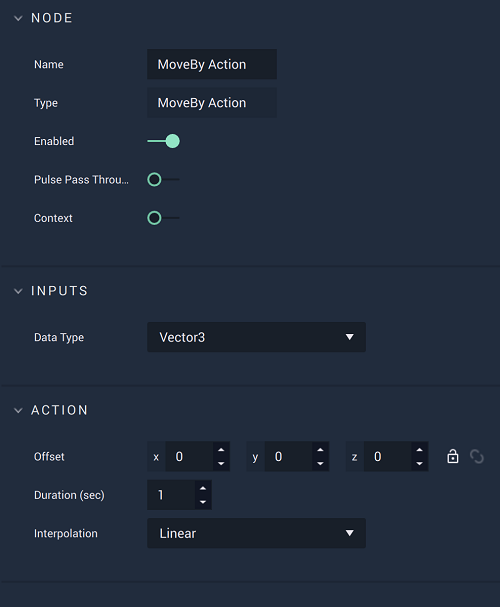 NODE
Name MoveBy Action
Type MoveBy Action
Enabled
Pulse Pass Throu...
Context
INPUTS
Data Type Vector3
ACTION
Offset x 0 y 0 z 0
Duration (sec) 1
Interpolation Linear